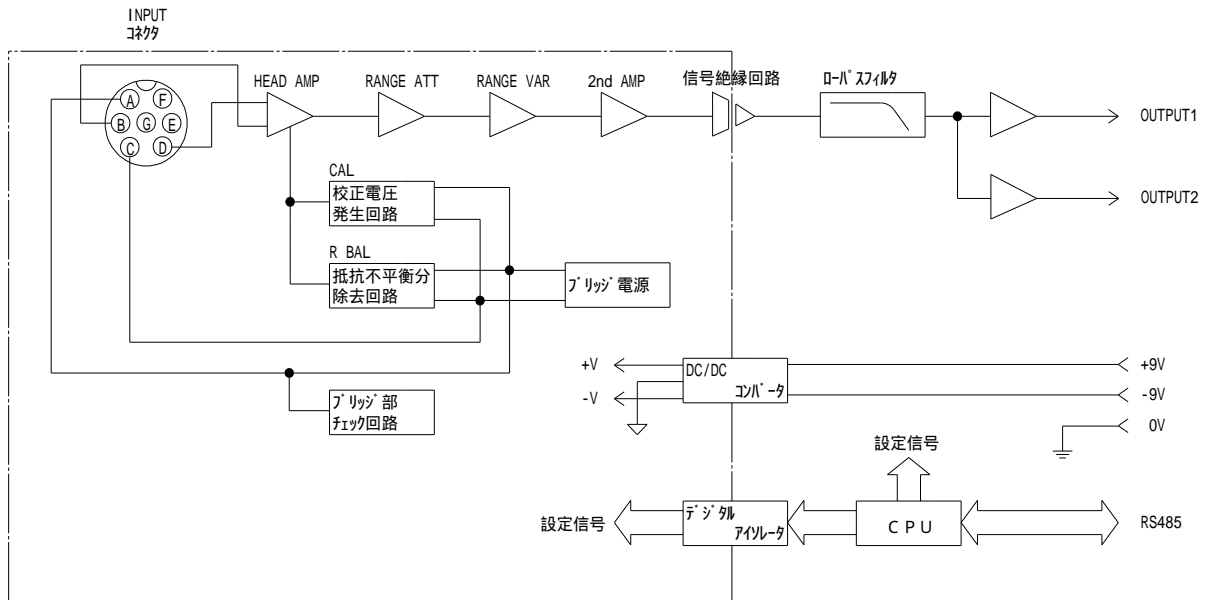 INPUT
コネクタ
HEAD AMP
RANGE ATT
RANGE VAR
2nd AMP
信号絶縁回路
ローパスフィルタ
A
F
B
G
E
C
D
OUTPUT1
OUTPUT2
CAL
校正電圧
発生回路
R BAL
抵抗不平衡分
除去回路
ブリッジ電源
ブリッジ部
チェック回路
+V
-V
DC/DC
コンバータ
+9V
-9V
0V
設定信号
設定信号
デジタル
アイソレータ
CPU
RS485